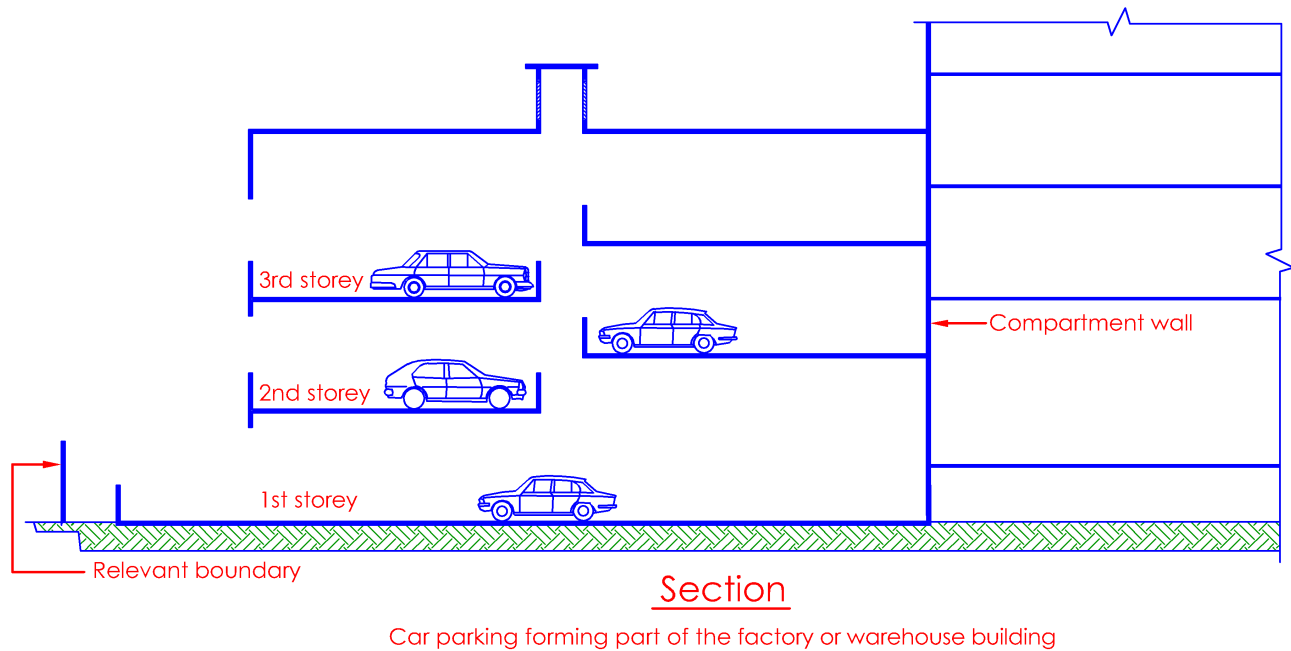 3rd storey
Compartment wall
2nd storey
1st storey
Relevant boundary
Section
Car parking forming part of the factory or warehouse building